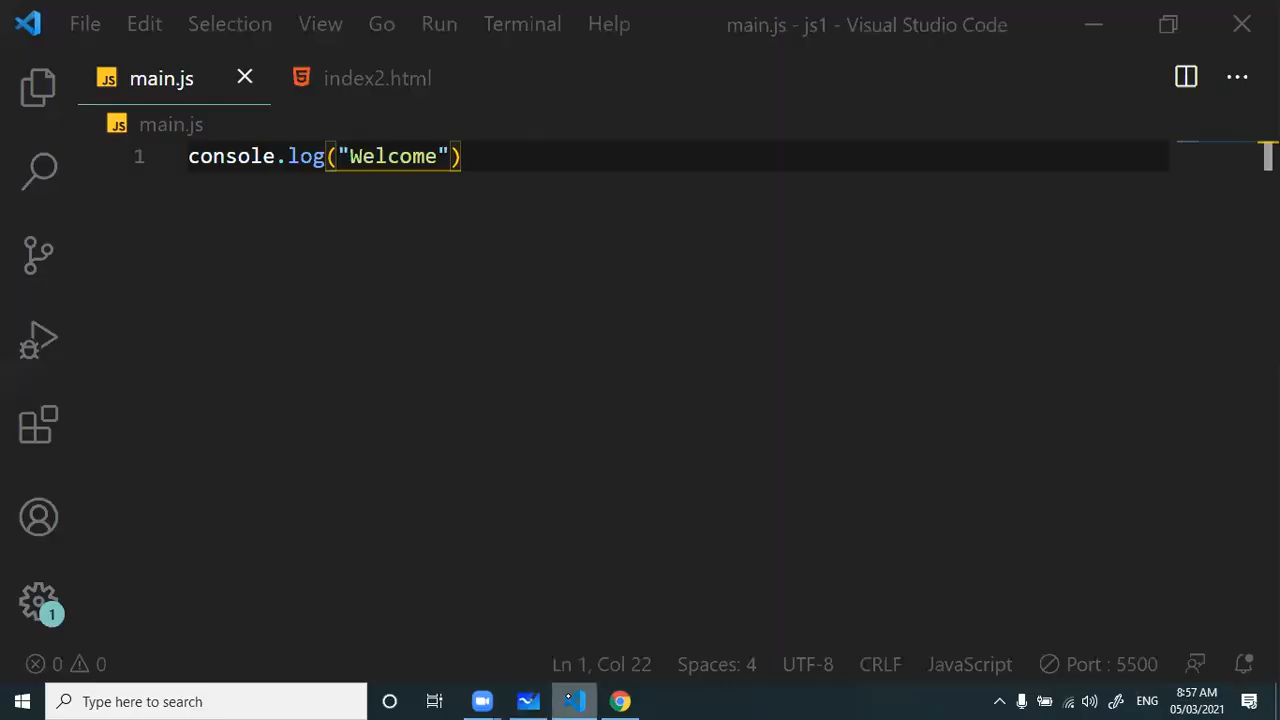 File Edit Selection View Go Run Terminal Help main.js - js1 - Visual Studio Code
JS main.js index2.html
JS main.js
1 console.log("Welcome")
1
0 0 Ln 1, Col 22 Spaces: 4 UTF-8 CRLF JavaScript Port : 5500
Type here to search ENG 8:57 AM
05/03/2021